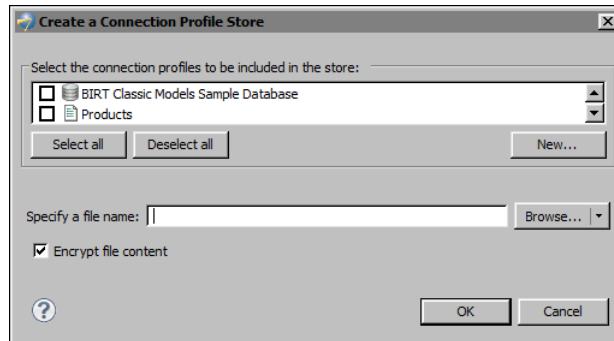 Create a Connection Profile Store
Select the connection profiles to be included in the store:
BIRT Classic Models Sample Database
Products
Select all
Deselect all
New...
Specify a file name:
Browse...
Encrypt file content
?
OK
Cancel